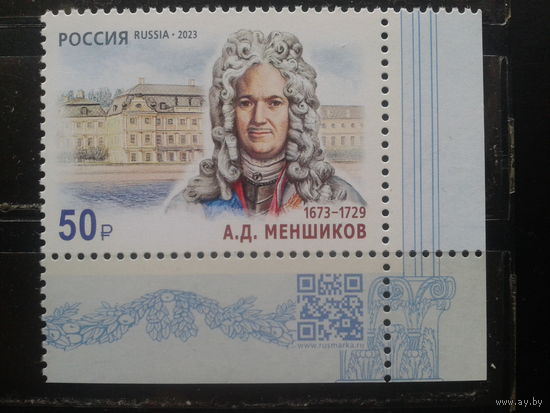 РОССИЯ RUSSIA • 2023
50₽
1673–1729
А.Д. МЕНШИКОВ
www.rusmarka.ru
www.ay.by